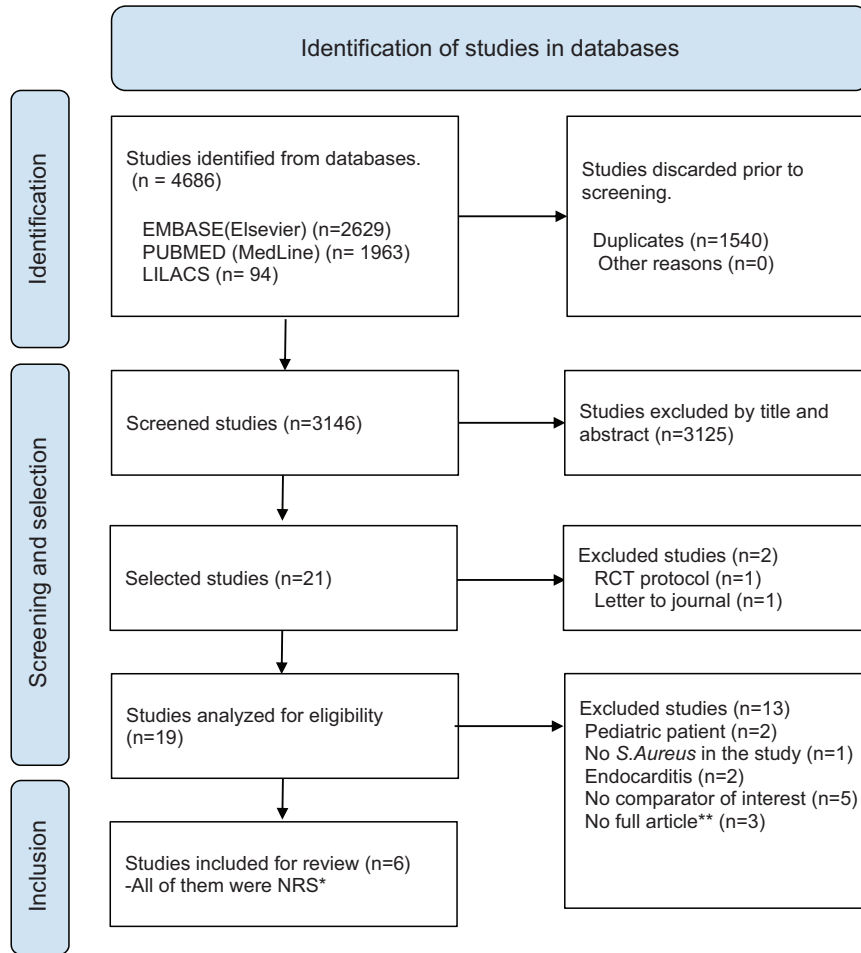 Identification of studies in databases
Identification
Studies identified from databases.
(n = 4686)
EMBASE(Elsevier) (n=2629)
PUBMED (MedLine) (n= 1963)
LILACS (n= 94)
Studies discarded prior to
screening.
Duplicates (n=1540)
Other reasons (n=0)
Screening and selection
Screened studies (n=3146)
Studies excluded by title and
abstract (n=3125)
Selected studies (n=21)
Excluded studies (n=2)
RCT protocol (n=1)
Letter to journal (n=1)
Studies analyzed for eligibility
(n=19)
Excluded studies (n=13)
Pediatric patient (n=2)
No S.Aureus in the study (n=1)
Endocarditis (n=2)
No comparator of interest (n=5)
No full article** (n=3)
Inclusion
Studies included for review (n=6)
-All of them were NRS*